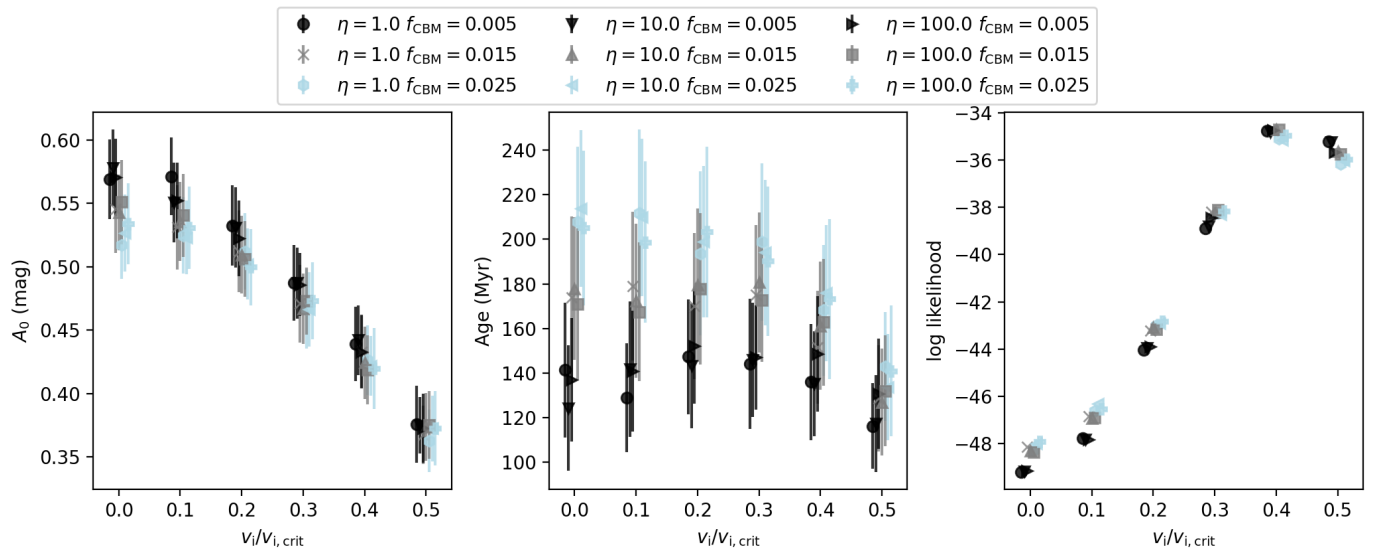 η = 1.0 f_CBM = 0.005
η = 10.0 f_CBM = 0.005
η = 100.0 f_CBM = 0.005
η = 1.0 f_CBM = 0.015
η = 10.0 f_CBM = 0.015
η = 100.0 f_CBM = 0.015
η = 1.0 f_CBM = 0.025
η = 10.0 f_CBM = 0.025
η = 100.0 f_CBM = 0.025
A₀ (mag)
0.60
0.55
0.50
0.45
0.40
0.35
0.0 0.1 0.2 0.3 0.4 0.5
v_i/v_i,crit
Age (Myr)
240
220
200
180
160
140
120
100
0.0 0.1 0.2 0.3 0.4 0.5
v_i/v_i,crit
log likelihood
−34
−36
−38
−40
−42
−44
−46
−48
0.0 0.1 0.2 0.3 0.4 0.5
v_i/v_i,crit